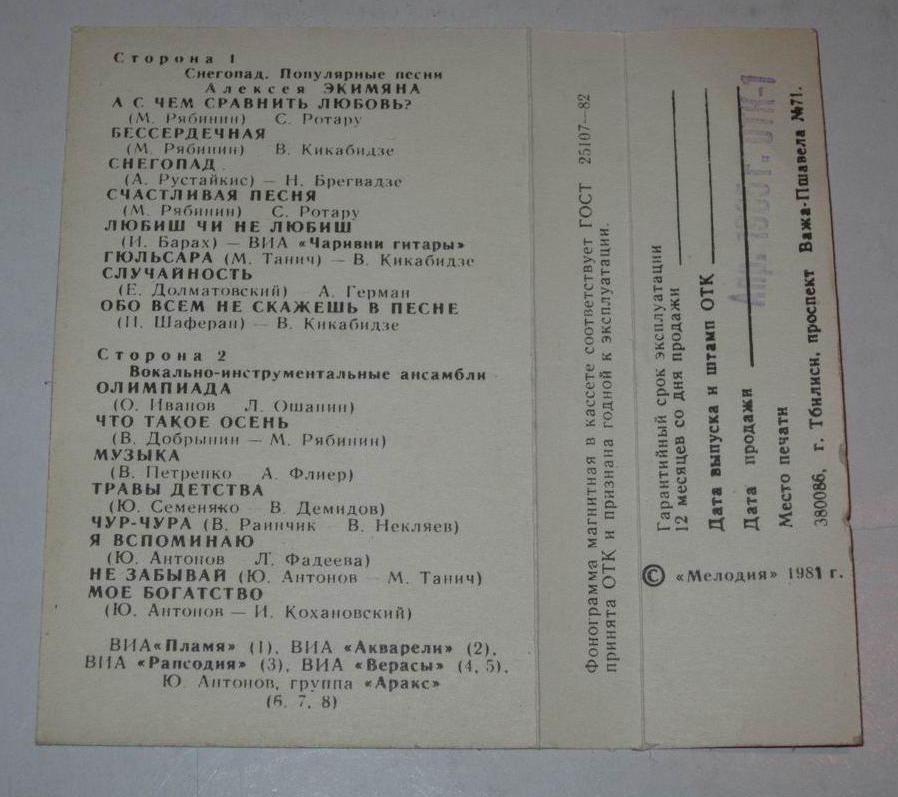 Сторона 1
Снегопад. Популярные песни
Алексея ЭКИМЯНА
А С ЧЕМ СРАВНИТЬ ЛЮБОВЬ?
(М. Рябинин) С. Ротару
БЕССЕРДЕЧНАЯ
(М. Рябинин) В. Кикабидзе
СНЕГОПАД
(А. Рустайкис) — Н. Брегвадзе
СЧАСТЛИВАЯ ПЕСНЯ
(М. Рябинин) С. Ротару
ЛЮБИШ ЧИ НЕ ЛЮБИШ
(И. Барах) — ВИА «Чаривни гитары»
ГЮЛЬСАРА (М. Танич) — В. Кикабидзе
СЛУЧАЙНОСТЬ
(Е. Долматовский) — А. Герман
ОБО ВСЕМ НЕ СКАЖЕШЬ В ПЕСНЕ
(И. Шаферан) — В. Кикабидзе
Сторона 2
Вокально-инструментальные ансамбли
ОЛИМПИАДА
(О. Иванов Л. Ошанин)
ЧТО ТАКОЕ ОСЕНЬ
(В. Добрынин — М. Рябинин)
МУЗЫКА
(В. Петренко А. Флиер)
ТРАВЫ ДЕТСТВА
(Ю. Семеняко — В. Демидов)
ЧУР-ЧУРА (В. Раинчик — В. Некляев)
Я ВСПОМИНАЮ
(Ю. Антонов Л. Фадеева)
НЕ ЗАБЫВАЙ (Ю. Антонов — М. Танич)
МОЕ БОГАТСТВО
(Ю. Антонов — И. Кохановский)
ВИА «Пламя» (1), ВИА «Акварели» (2),
ВИА «Рапсодия» (3), ВИА «Верасы» (4, 5),
Ю. Антонов, группа «Аракс»
(6, 7, 8)
Фонограмма магнитная в кассете соответствует ГОСТ 25107—82
принята ОТК и признана годной к эксплуатации.
Гарантийный срок эксплуатации
12 месяцев со дня продажи
Дата выпуска и штамп ОТК
Дата продажи
Место печати
380086, г. Тбилиси, проспект Важа-Пшавела №71.
© «Мелодия» 1981 г.